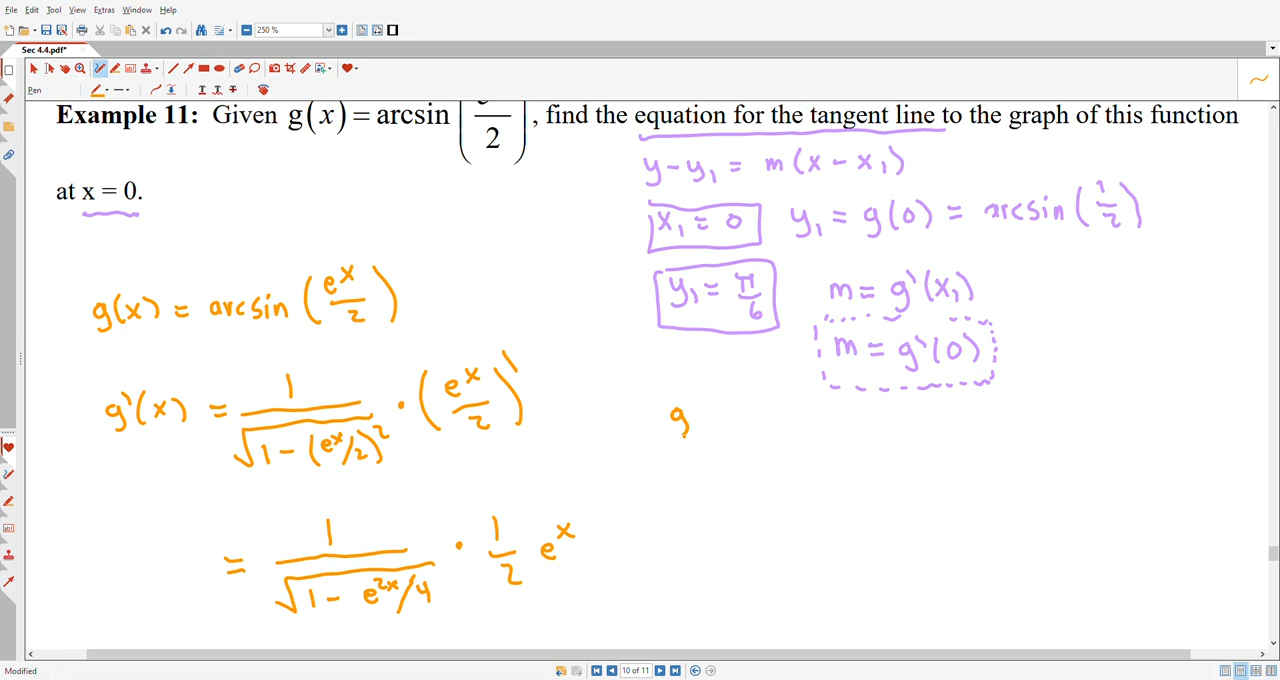 File Edit Tool View Extras Window Help
250 %
Sec 4.4.pdf*
Pen
Example 11: Given g(x) = arcsin ( /2), find the equation for the tangent line to the graph of this function
at x = 0.
y - y₁ = m(x - x₁)
x₁ = 0 y₁ = g(0) = arcsin(1/2)
y₁ = π/6 m = g'(x₁)
m = g'(0)
g(x) = arcsin (eˣ/2)
g'(x) = 1/√(1 - (eˣ/2)²) · (eˣ/2)'
g
= 1/√(1 - e²ˣ/4) · 1/2 eˣ
10 of 11
Modified